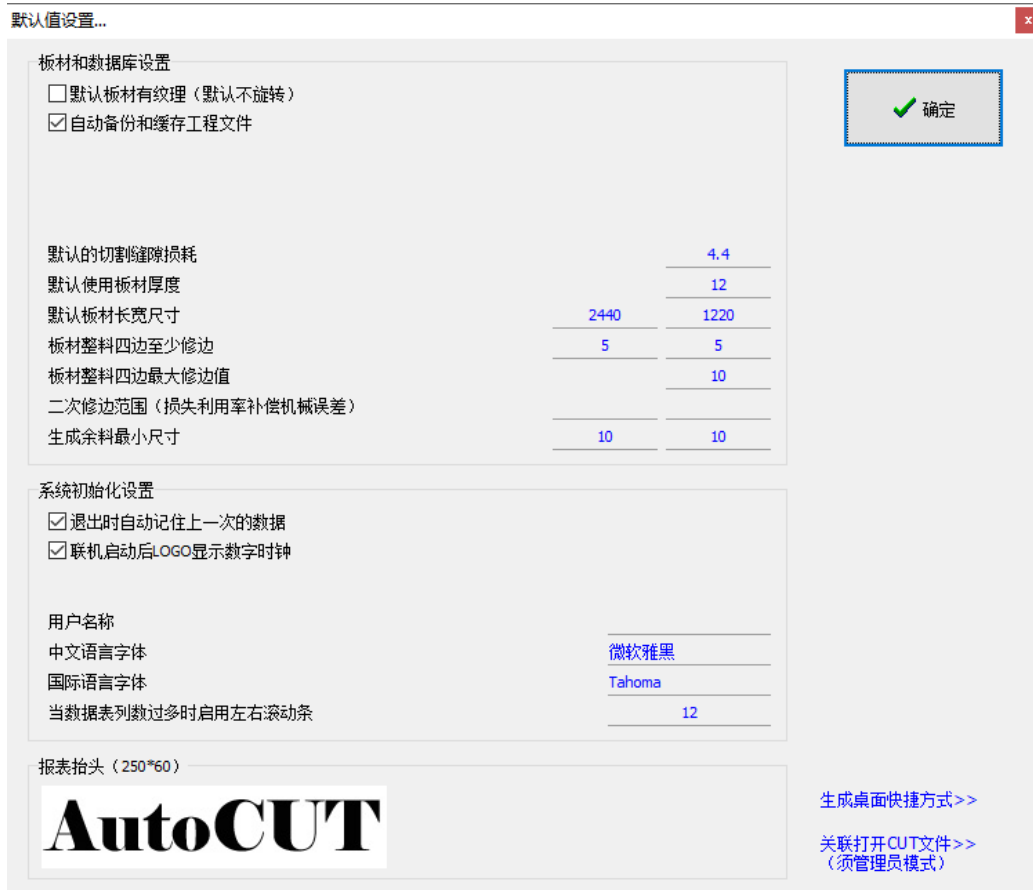 默认值设置...
x
板材和数据库设置
默认板材有纹理（默认不旋转）
自动备份和缓存工程文件
确定
默认的切割缝隙损耗 4.4
默认使用板材厚度 12
默认板材长宽尺寸 2440 1220
板材整料四边至少修边 5 5
板材整料四边最大修边值 10
二次修边范围（损失利用率补偿机械误差）
生成余料最小尺寸 10 10
系统初始化设置
退出时自动记住上一次的数据
联机启动后LOGO显示数字时钟
用户名称
中文语言字体 微软雅黑
国际语言字体 Tahoma
当数据表列数过多时启用左右滚动条 12
报表抬头（250*60）
AutoCUT
生成桌面快捷方式>>
关联打开CUT文件>>
（须管理员模式）